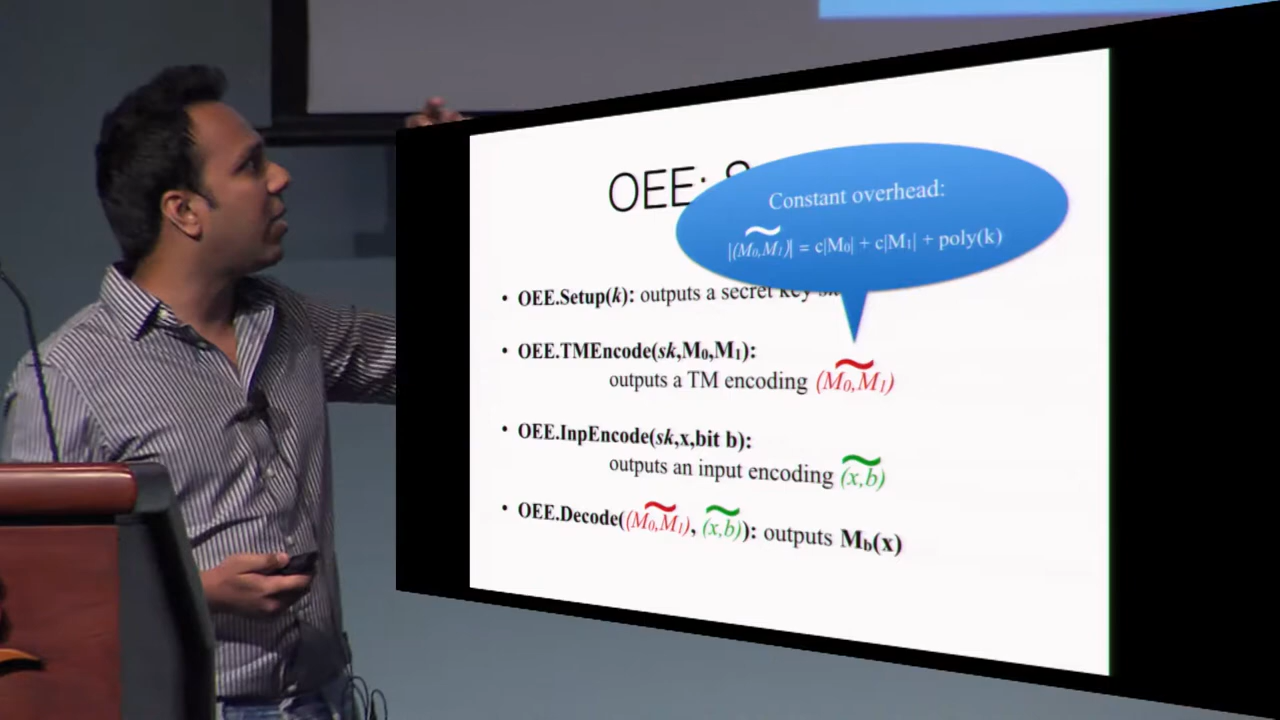 OEE:
Constant overhead:
|(M₀,M₁)| = c|M₀| + c|M₁| + poly(k)
• OEE.Setup(k): outputs a secret key
• OEE.TMEncode(sk,M₀,M₁):
outputs a TM encoding (M₀,M₁)
• OEE.InpEncode(sk,x,bit b):
outputs an input encoding (x,b)
• OEE.Decode((M₀,M₁), (x,b)): outputs M_b(x)